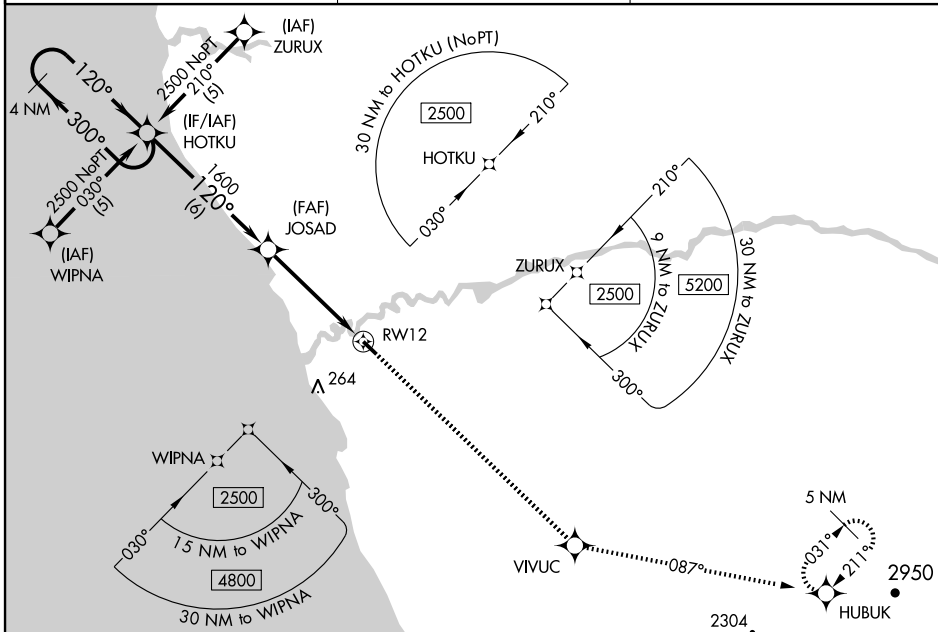 (IAF)
ZURUX
2500 NoPT
210°
(5)
120°
4 NM
300°
(IF/IAF)
HOTKU
2500 NoPT
030°
(5)
(IAF)
WIPNA
1600
120°
(6)
(FAF)
JOSAD
30 NM to HOTKU (NoPT)
2500
210°
HOTKU
030°
210°
ZURUX
2500
9 NM to ZURUX
5200
30 NM to ZURUX
300°
RW12
264
WIPNA
2500
030°
300°
15 NM to WIPNA
4800
30 NM to WIPNA
VIVUC
087°
5 NM
031°
211°
2950
HUBUK
2304